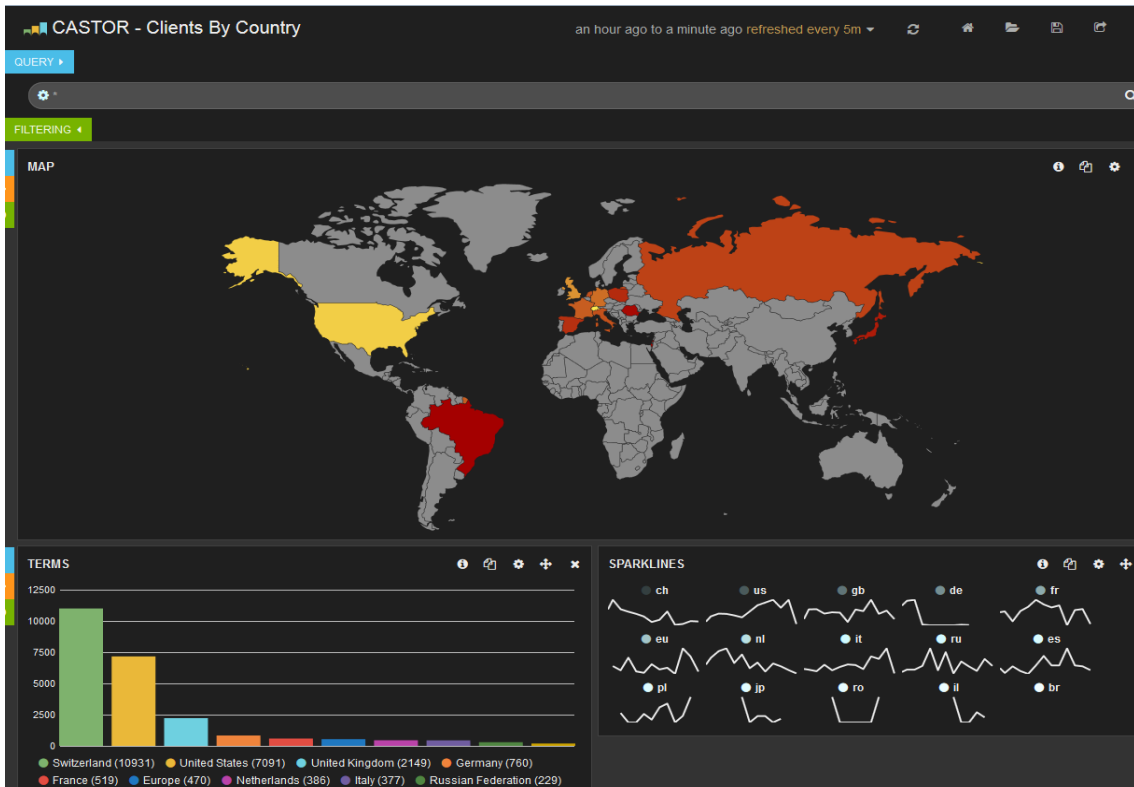 CASTOR - Clients By Country
an hour ago to a minute ago refreshed every 5m
QUERY
*
FILTERING
MAP
TERMS
12500
10000
7500
5000
2500
0
Switzerland (10931) United States (7091) United Kingdom (2149) Germany (760)
France (519) Europe (470) Netherlands (386) Italy (377) Russian Federation (229)
SPARKLINES
ch us gb de fr
eu nl it ru es
pl jp ro il br